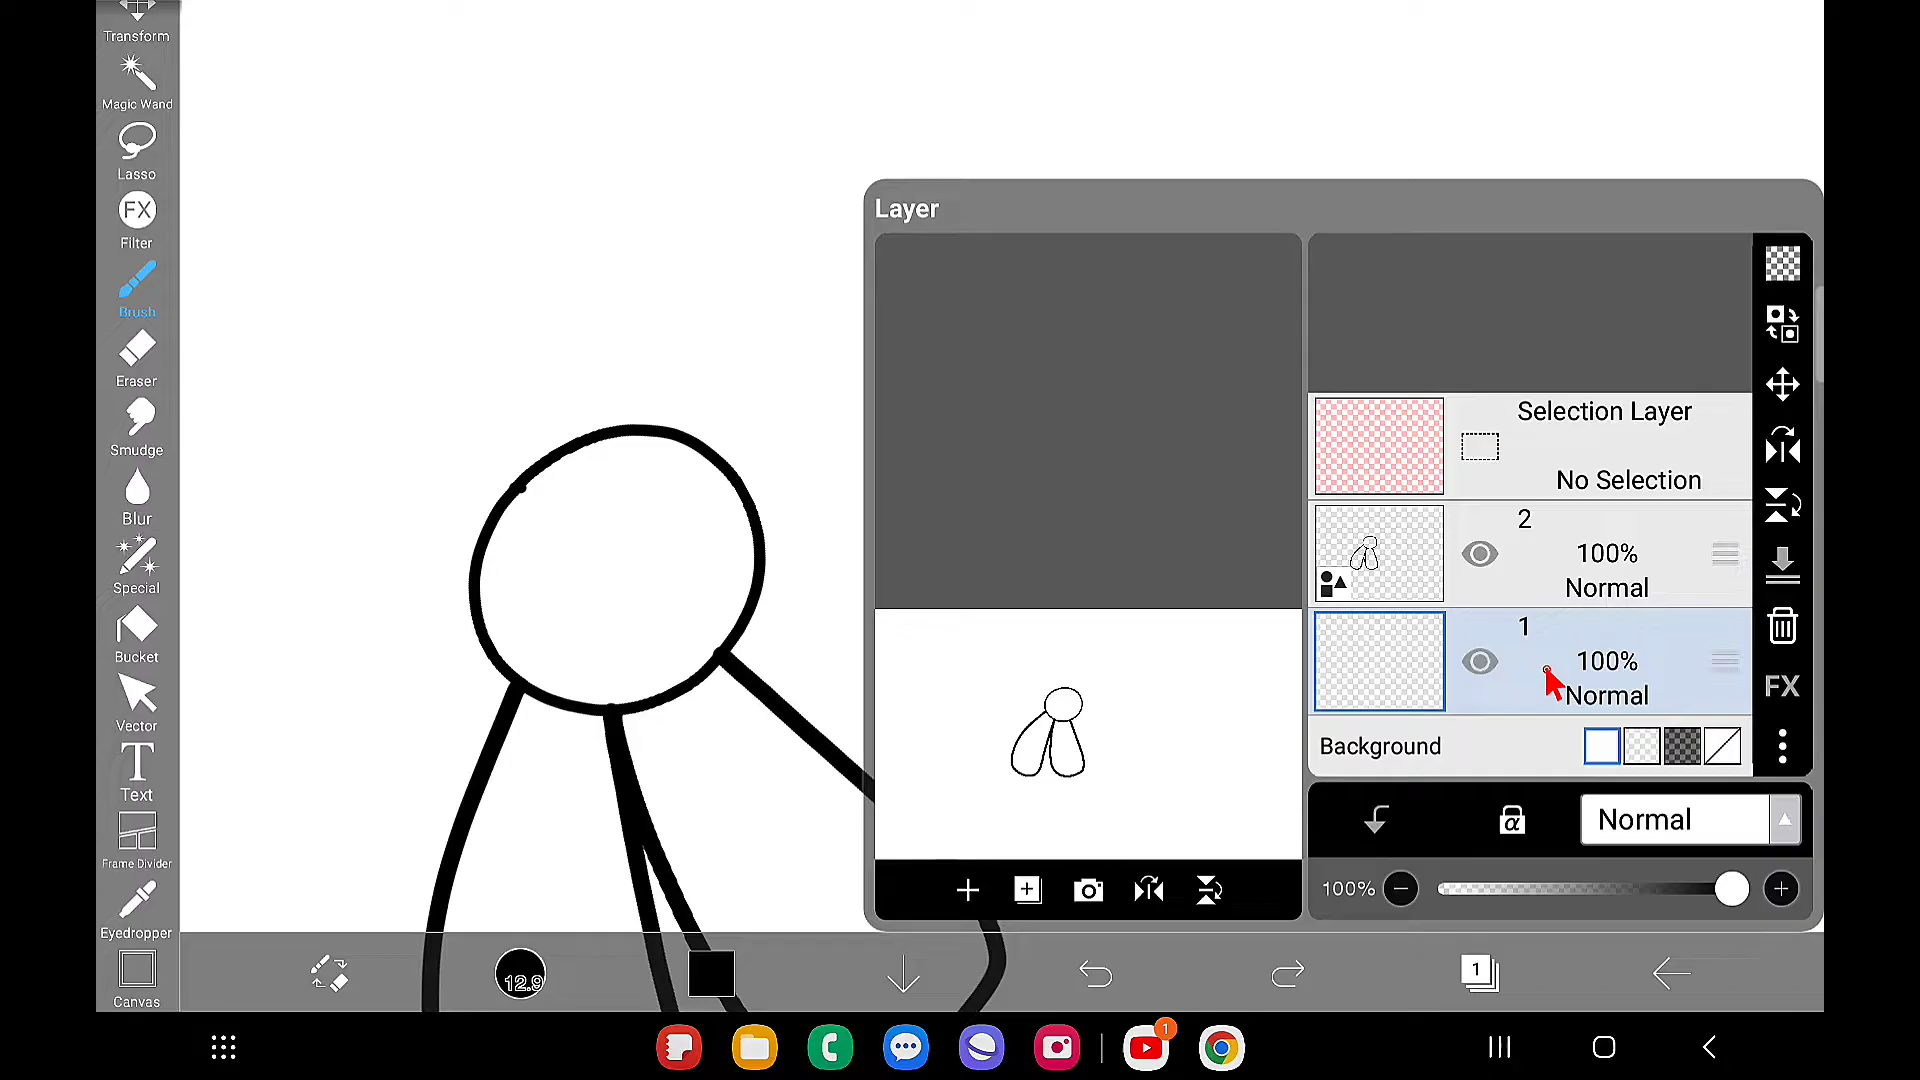 Transform
Magic Wand
Lasso
FX
Filter
Brush
Eraser
Smudge
Blur
Special
Bucket
Vector
T
Text
Frame Divider
Eyedropper
Canvas
Layer
Selection Layer
No Selection
2
100%
Normal
1
100%
Normal
FX
Background
α
Normal
100%
12.9
1
1